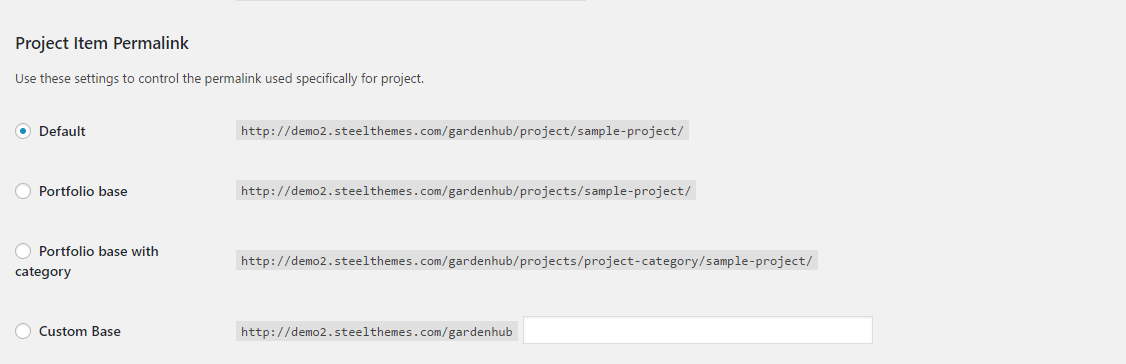 Project Item Permalink
Use these settings to control the permalink used specifically for project.
Default http://demo2.steelthemes.com/gardenhub/project/sample-project/
Portfolio base http://demo2.steelthemes.com/gardenhub/projects/sample-project/
Portfolio base with
category http://demo2.steelthemes.com/gardenhub/projects/project-category/sample-project/
Custom Base http://demo2.steelthemes.com/gardenhub